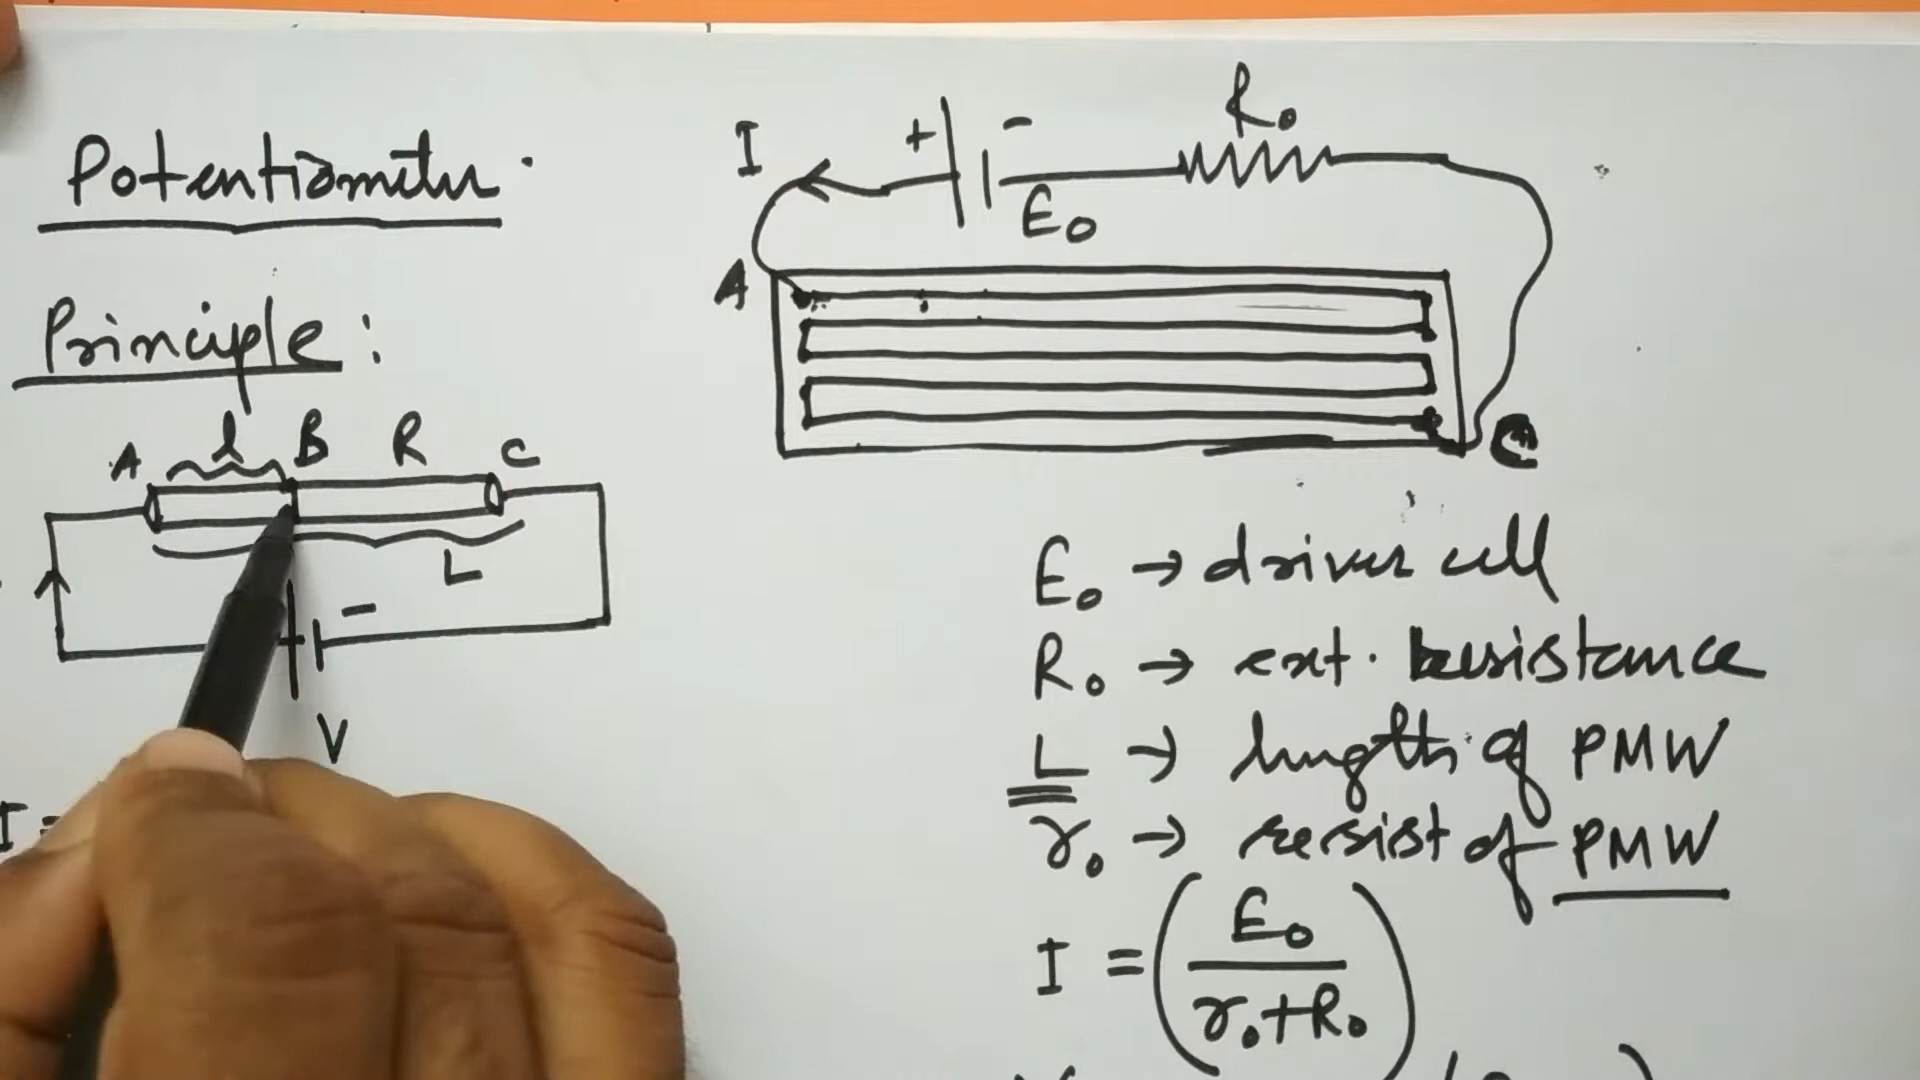 Potentiometer.
Principle:
A l B R C
L
-
V
I =
I + - R₀
E₀
A
C
E₀ → driver cell
R₀ → ext. Resistance
L → length of PMW
r₀ → resist of PMW
I = (E₀ / r₀+R₀)